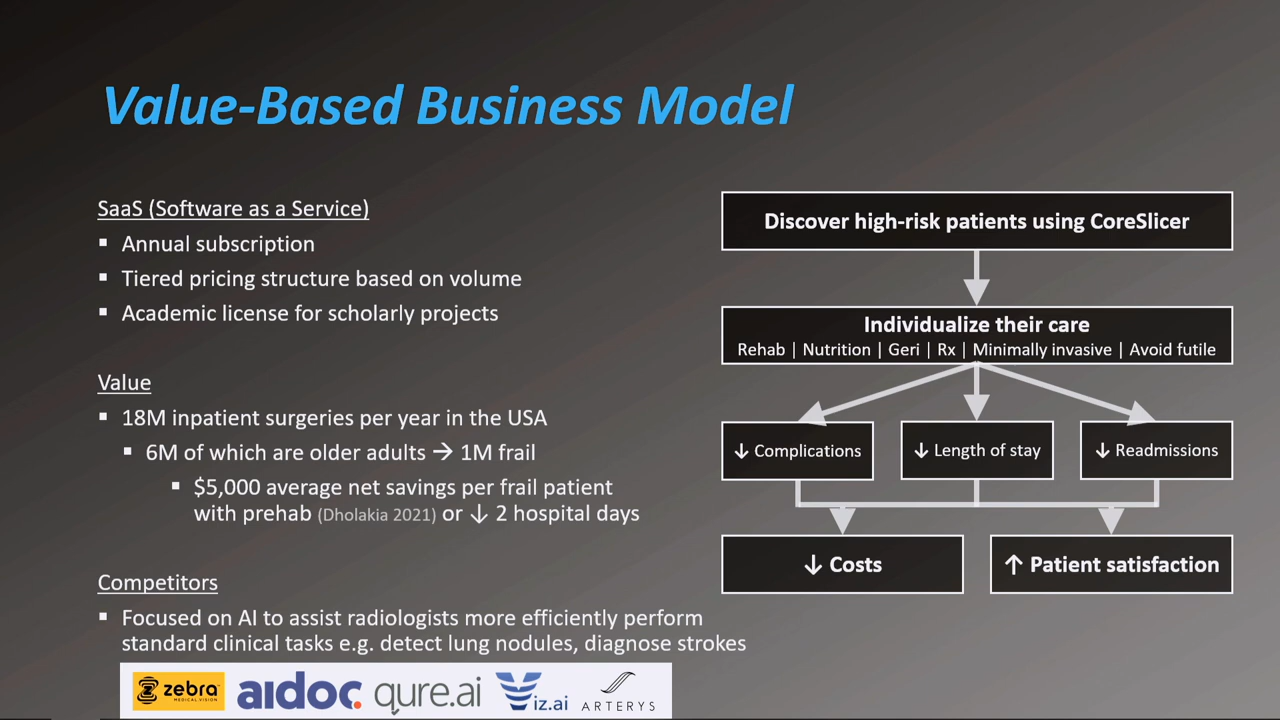 Value-Based Business Model
SaaS (Software as a Service)
▪ Annual subscription
▪ Tiered pricing structure based on volume
▪ Academic license for scholarly projects
Value
▪ 18M inpatient surgeries per year in the USA
▪ 6M of which are older adults → 1M frail
▪ $5,000 average net savings per frail patient
with prehab (Dholakia 2021) or ↓ 2 hospital days
Competitors
▪ Focused on AI to assist radiologists more efficiently perform
standard clinical tasks e.g. detect lung nodules, diagnose strokes
zebra
MEDICAL VISION
aidoc.
qure.ai
Viz.ai
ARTERYS
Discover high-risk patients using CoreSlicer
Individualize their care
Rehab | Nutrition | Geri | Rx | Minimally invasive | Avoid futile
↓ Complications
↓ Length of stay
↓ Readmissions
↓ Costs
↑ Patient satisfaction